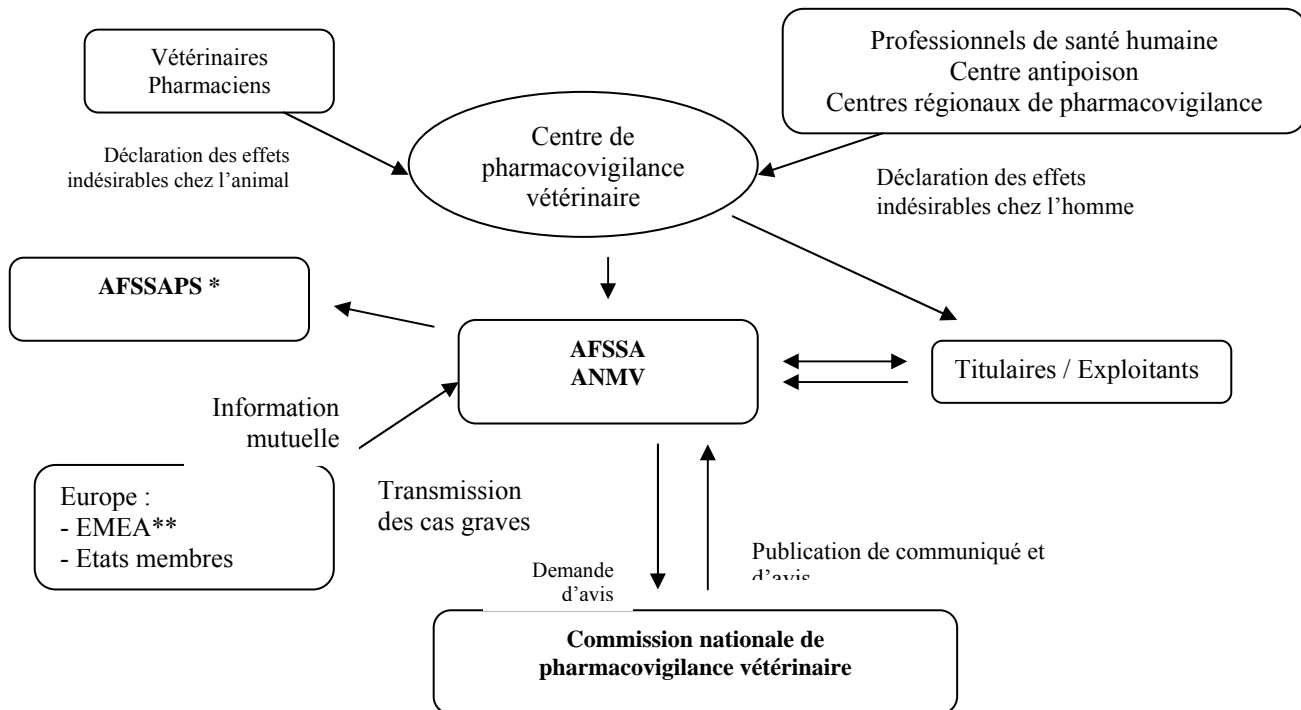 Vétérinaires
Pharmaciens
Professionnels de santé humaine
Centre antipoison
Centres régionaux de pharmacovigilance
Centre de
pharmacovigilance
vétérinaire
Déclaration des effets
indésirables chez l'animal
Déclaration des effets
indésirables chez l'homme
AFSSAPS *
AFSSA
ANMV
Titulaires / Exploitants
Information
mutuelle
Europe :
- EMEA**
- Etats membres
Transmission
des cas graves
Demande
d'avis
Publication de communiqué et
d'avis
Commission nationale de
pharmacovigilance vétérinaire